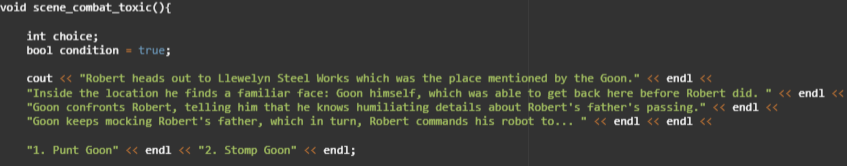 void scene_combat_toxic(){
int choice;
bool condition = true;
cout << "Robert heads out to Llewelyn Steel Works which was the place mentioned by the Goon." << endl <<
"Inside the location he finds a familiar face: Goon himself, which was able to get back here before Robert did. " << endl <<
"Goon confronts Robert, telling him that he knows humiliating details about Robert's father's passing." << endl <<
"Goon keeps mocking Robert's father, which in turn, Robert commands his robot to... " << endl << endl <<
"1. Punt Goon" << endl << "2. Stomp Goon" << endl;